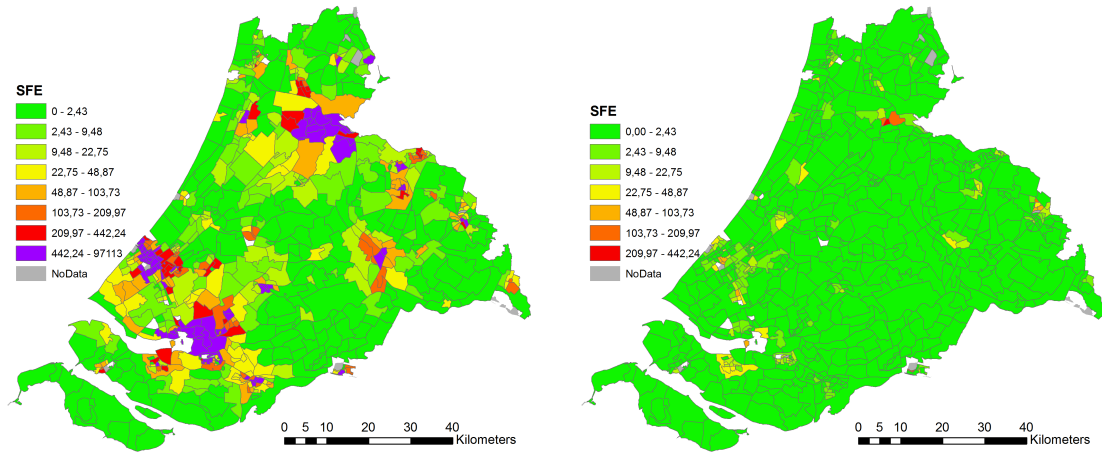 SFE
0 - 2,43
2,43 - 9,48
9,48 - 22,75
22,75 - 48,87
48,87 - 103,73
103,73 - 209,97
209,97 - 442,24
442,24 - 97113
NoData
0 5 10 20 30 40
Kilometers
SFE
0,00 - 2,43
2,43 - 9,48
9,48 - 22,75
22,75 - 48,87
48,87 - 103,73
103,73 - 209,97
209,97 - 442,24
NoData
0 5 10 20 30 40
Kilometers